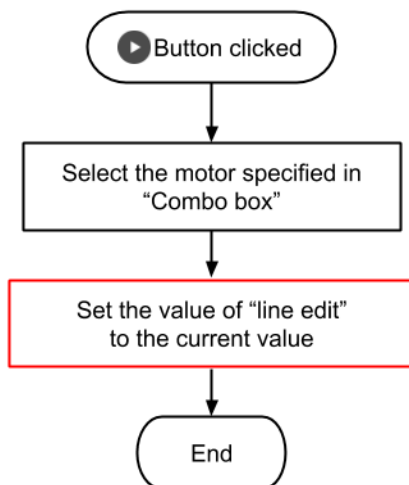 Button clicked
Select the motor specified in
“Combo box”
Set the value of “line edit”
to the current value
End